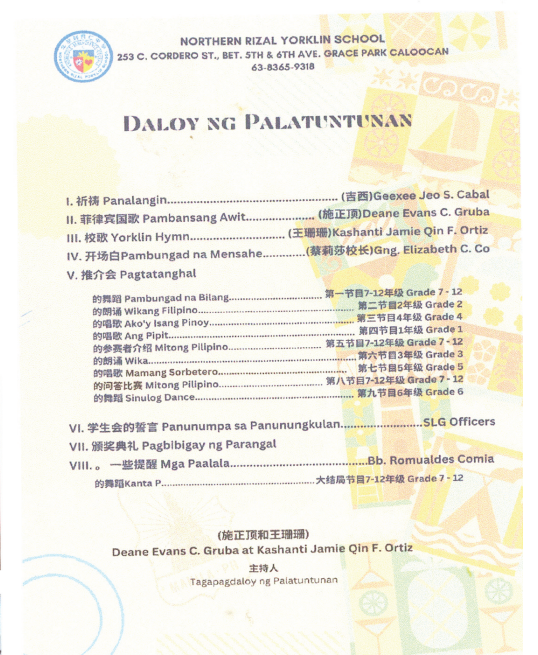 NORTHERN RIZAL YORKLIN SCHOOL
253 C. CORDERO ST., BET. 5TH & 6TH AVE. GRACE PARK CALOOCAN
63-8365-9318
DALOY NG PALATUNTUNAN
I. 祈祷 Panalangin.................................................. (吉西)Geexee Jeo S. Cabal
II. 菲律宾国歌 Pambansang Awit..................... (施正顶)Deane Evans C. Gruba
III. 校歌 Yorklin Hymn............................(王珊珊)Kashanti Jamie Qin F. Ortiz
IV. 开场白Pambungad na Mensahe.............(蔡莉莎校长)Gng. Elizabeth C. Co
V. 推介会 Pagtatanghal
的舞蹈 Pambungad na Bilang.............................. 第一节目7-12年级 Grade 7 - 12
的朗诵 Wikang Filipino.................................................. 第二节目2年级 Grade 2
的唱歌 Ako'y Isang Pinoy.............................................. 第三节目4年级 Grade 4
的唱歌 Ang Pipit............................................................ 第四节目1年级 Grade 1
的参赛者介绍 Mitong Pilipino............................... 第五节目7-12年级 Grade 7 - 12
的朗诵 Wika................................................................... 第六节目3年级 Grade 3
的唱歌 Mamang Sorbetero......................................... 第七节目5年级 Grade 5
的问答比赛 Mitong Pilipino.................................. 第八节目7-12年级 Grade 7 - 12
的舞蹈 Sinulog Dance.................................................... 第九节目6年级 Grade 6
VI. 学生会的誓言 Panunumpa sa Panunungkulan.........................SLG Officers
VII. 颁奖典礼 Pagbibigay ng Parangal
VIII. 。 一些提醒 Mga Paalala..........................................Bb. Romualdes Comia
的舞蹈Kanta P.................................................. 大结局节目7-12年级 Grade 7 - 12
(施正顶和王珊珊)
Deane Evans C. Gruba at Kashanti Jamie Qin F. Ortiz
主持人
Tagapagdaloy ng Palatuntunan